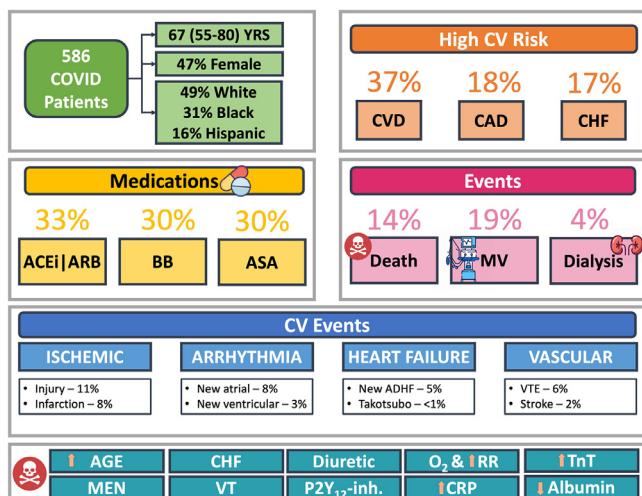 586
COVID
Patients
67 (55-80) YRS
47% Female
49% White
31% Black
16% Hispanic
High CV Risk
37% 18% 17%
CVD CAD CHF
Medications
33% 30% 30%
ACEi|ARB BB ASA
Events
14% 19% 4%
Death MV Dialysis
CV Events
ISCHEMIC ARRHYTHMIA HEART FAILURE VASCULAR
• Injury – 11%
• Infarction – 8%
• New atrial – 8%
• New ventricular – 3%
• New ADHF – 5%
• Takotsubo – <1%
• VTE – 6%
• Stroke – 2%
↑ AGE CHF Diuretic O₂ & ↑RR ↑TnT
MEN VT P2Y₁₂-inh. ↑CRP ↓Albumin